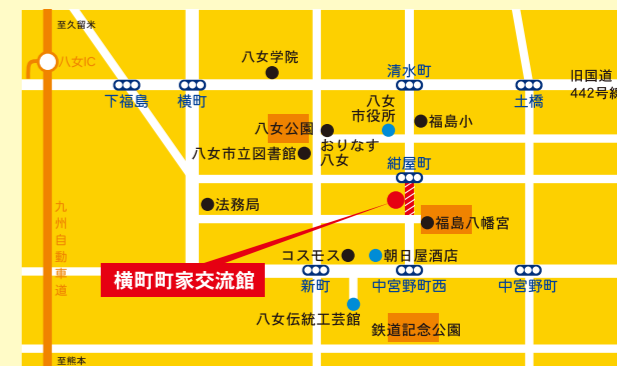 至久留米
八女IC
八女学院
清水町
旧国道
442号線
下福島
横町
八女
市役所
土橋
八女公園
福島小
おりなす
八女
八女市立図書館
紺屋町
法務局
九州自動車道
福島八幡宮
コスモス
朝日屋酒店
横町町家交流館
新町
中宮野町西
中宮野町
八女伝統工芸館
鉄道記念公園
至熊本